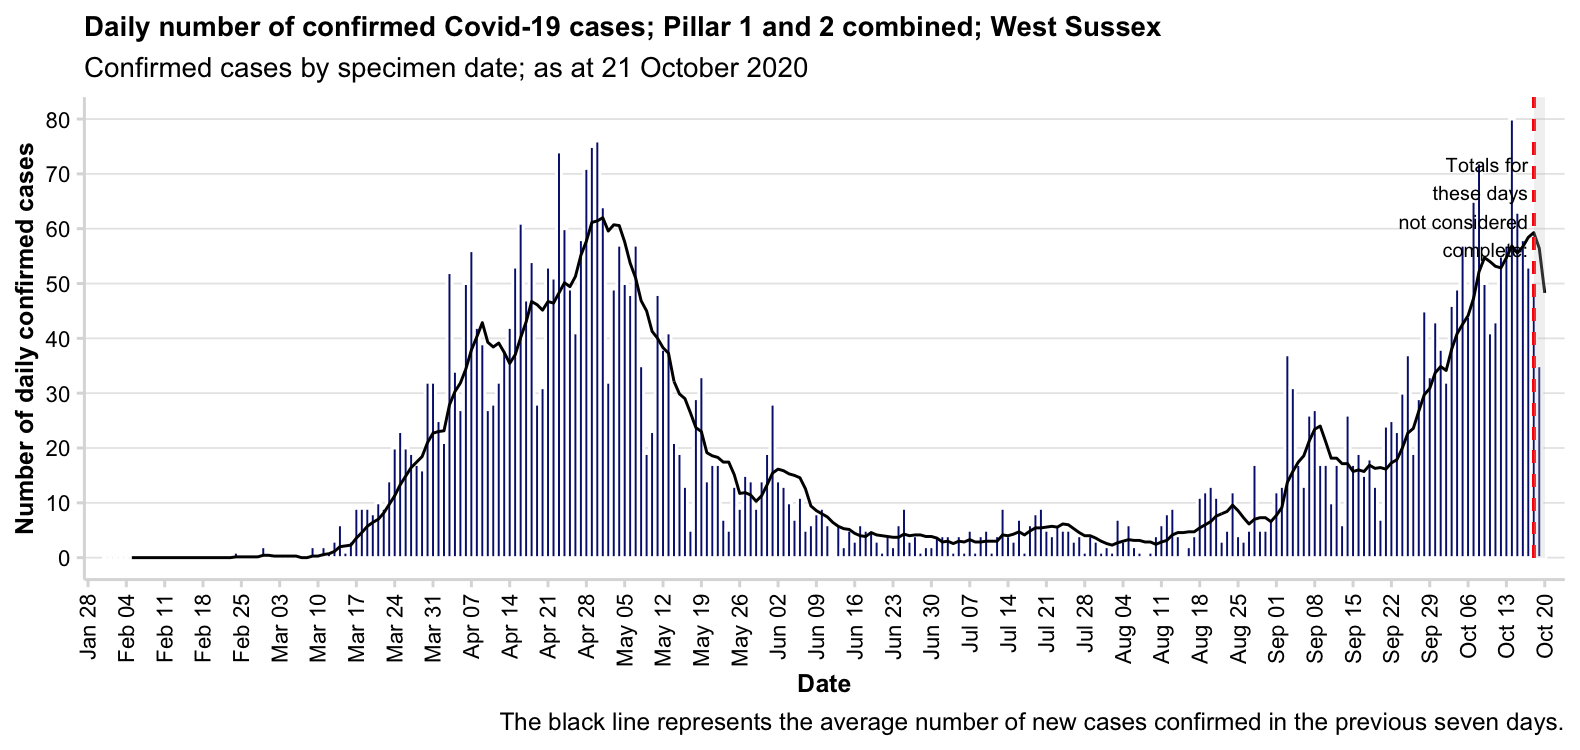 Daily number of confirmed Covid-19 cases; Pillar 1 and 2 combined; West Sussex
Confirmed cases by specimen date; as at 21 October 2020
Number of daily confirmed cases
80
70
60
50
40
30
20
10
0
Totals for
these days
not considered
complete.
Jan 28
Feb 04
Feb 11
Feb 18
Feb 25
Mar 03
Mar 10
Mar 17
Mar 24
Mar 31
Apr 07
Apr 14
Apr 21
Apr 28
May 05
May 12
May 19
May 26
Jun 02
Jun 09
Jun 16
Jun 23
Jun 30
Jul 07
Jul 14
Jul 21
Jul 28
Aug 04
Aug 11
Aug 18
Aug 25
Sep 01
Sep 08
Sep 15
Sep 22
Sep 29
Oct 06
Oct 13
Oct 20
Date
The black line represents the average number of new cases confirmed in the previous seven days.